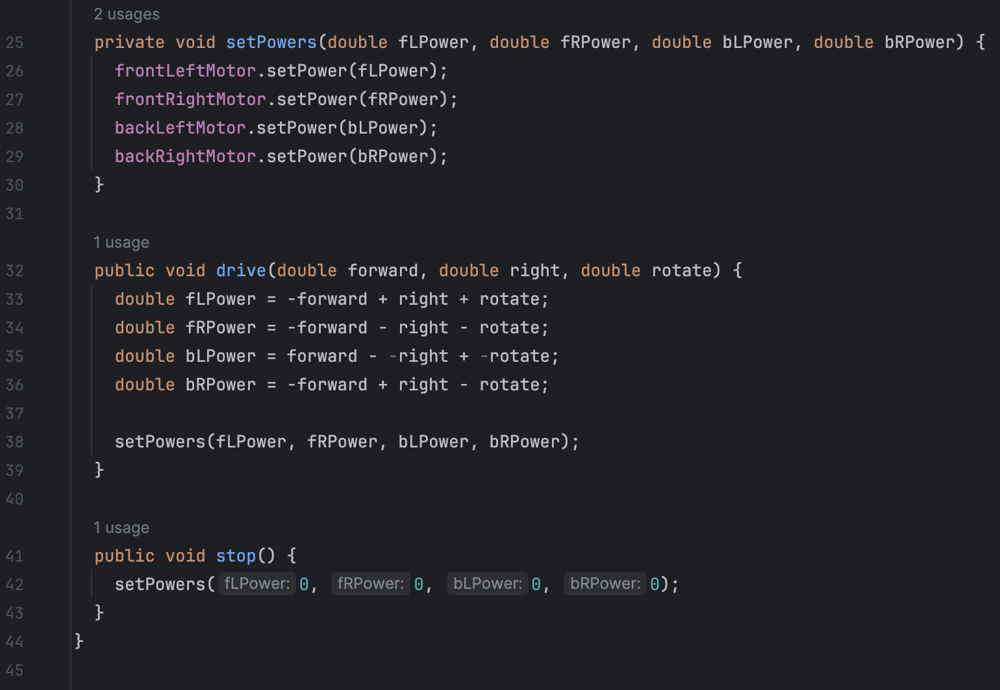 2 usages
25 private void setPowers(double fLPower, double fRPower, double bLPower, double bRPower) {
26 frontLeftMotor.setPower(fLPower);
27 frontRightMotor.setPower(fRPower);
28 backLeftMotor.setPower(bLPower);
29 backRightMotor.setPower(bRPower);
30 }
31
1 usage
32 public void drive(double forward, double right, double rotate) {
33 double fLPower = -forward + right + rotate;
34 double fRPower = -forward - right - rotate;
35 double bLPower = forward - -right + -rotate;
36 double bRPower = -forward + right - rotate;
37
38 setPowers(fLPower, fRPower, bLPower, bRPower);
39 }
40
1 usage
41 public void stop() {
42 setPowers( fLPower: 0, fRPower: 0, bLPower: 0, bRPower: 0);
43 }
44 }
45